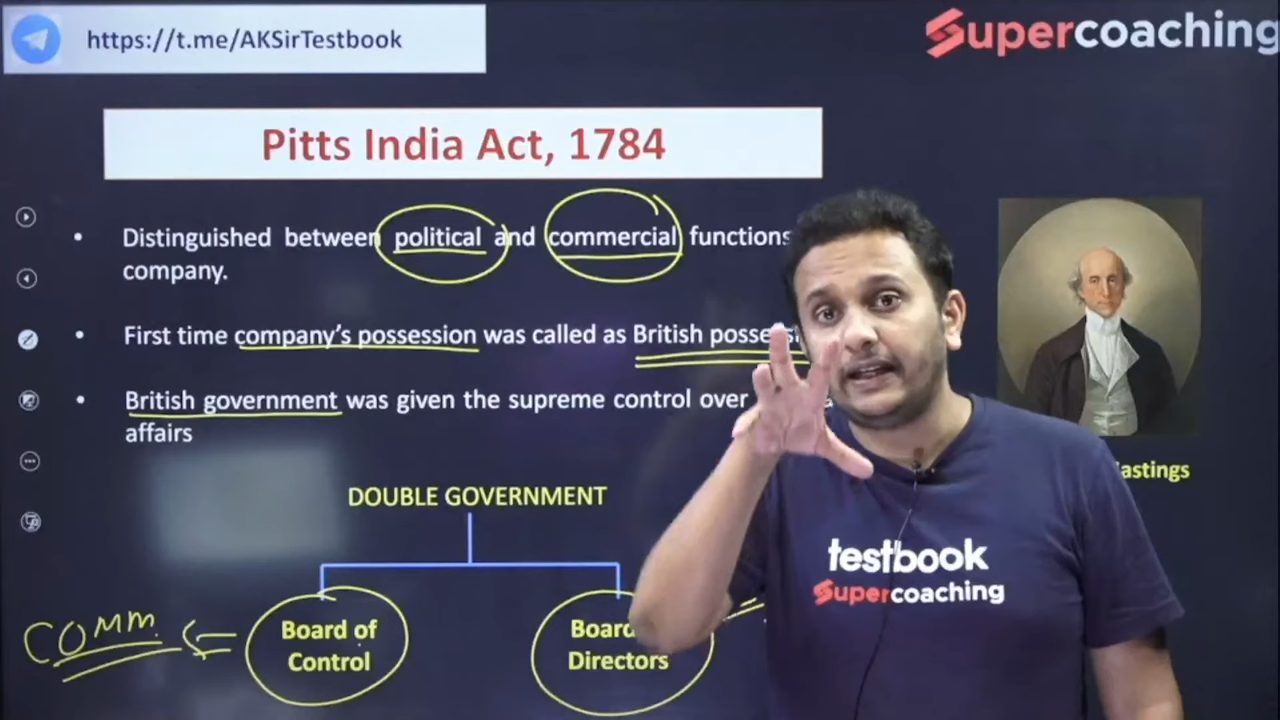 https://t.me/AKSirTestbook
Supercoaching
Pitts India Act, 1784
• Distinguished between political and commercial functions
company.
• First time company's possession was called as British
• British government was given the supreme control over
affairs
DOUBLE GOVERNMENT
COMM.
Board of
Control
Board
Directors
testbook
Supercoaching